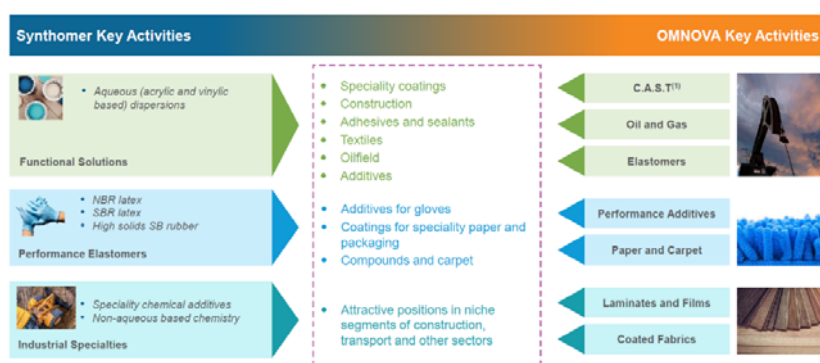 Synthomer Key Activities
OMNOVA Key Activities
• Aqueous (acrylic and vinylic
based) dispersions
Functional Solutions
• Speciality coatings
• Construction
• Adhesives and sealants
• Textiles
• Oilfield
• Additives
C.A.S.T(1)
Oil and Gas
Elastomers
• NBR latex
• SBR latex
• High solids SB rubber
Performance Elastomers
• Additives for gloves
• Coatings for speciality paper and
packaging
• Compounds and carpet
Performance Additives
Paper and Carpet
• Speciality chemical additives
• Non-aqueous based chemistry
Industrial Specialties
• Attractive positions in niche
segments of construction,
transport and other sectors
Laminates and Films
Coated Fabrics